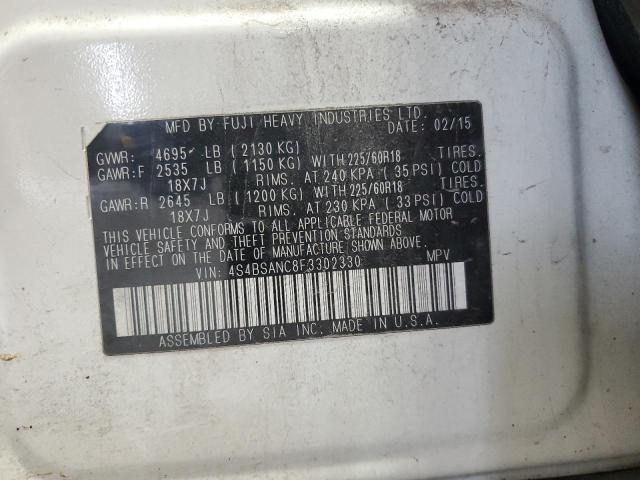 MFD BY FUJI HEAVY INDUSTRIES LTD.
DATE: 02/15
GVWR: 4695 LB (2130 KG)
GAWR:F 2535 LB (1150 KG) WITH 225/60R18 TIRES.
18X7J RIMS. AT 240 KPA (35 PSI) COLD
GAWR:R 2645 LB (1200 KG) WITH 225/60R18 TIRES.
18X7J RIMS. AT 230 KPA (33 PSI) COLD
THIS VEHICLE CONFORMS TO ALL APPLICABLE FEDERAL MOTOR
VEHICLE SAFETY AND THEFT PREVENTION STANDARDS
IN EFFECT ON THE DATE OF MANUFACTURE SHOWN ABOVE.
VIN: 4S4BSANC8F3302330 MPV
ASSEMBLED BY SIA INC. MADE IN U.S.A.